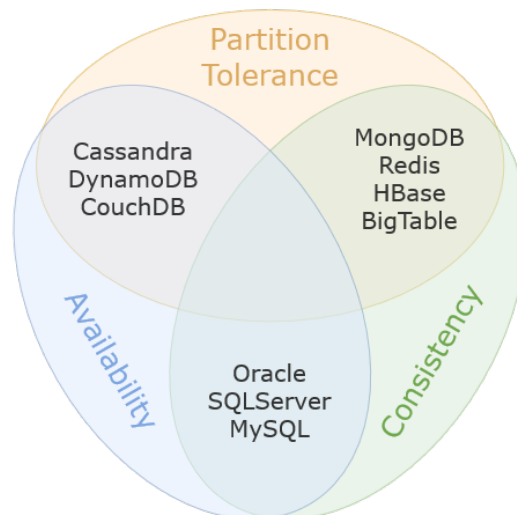 Partition
Tolerance
Cassandra
DynamoDB
CouchDB
MongoDB
Redis
HBase
BigTable
Availability
Consistency
Oracle
SQLServer
MySQL